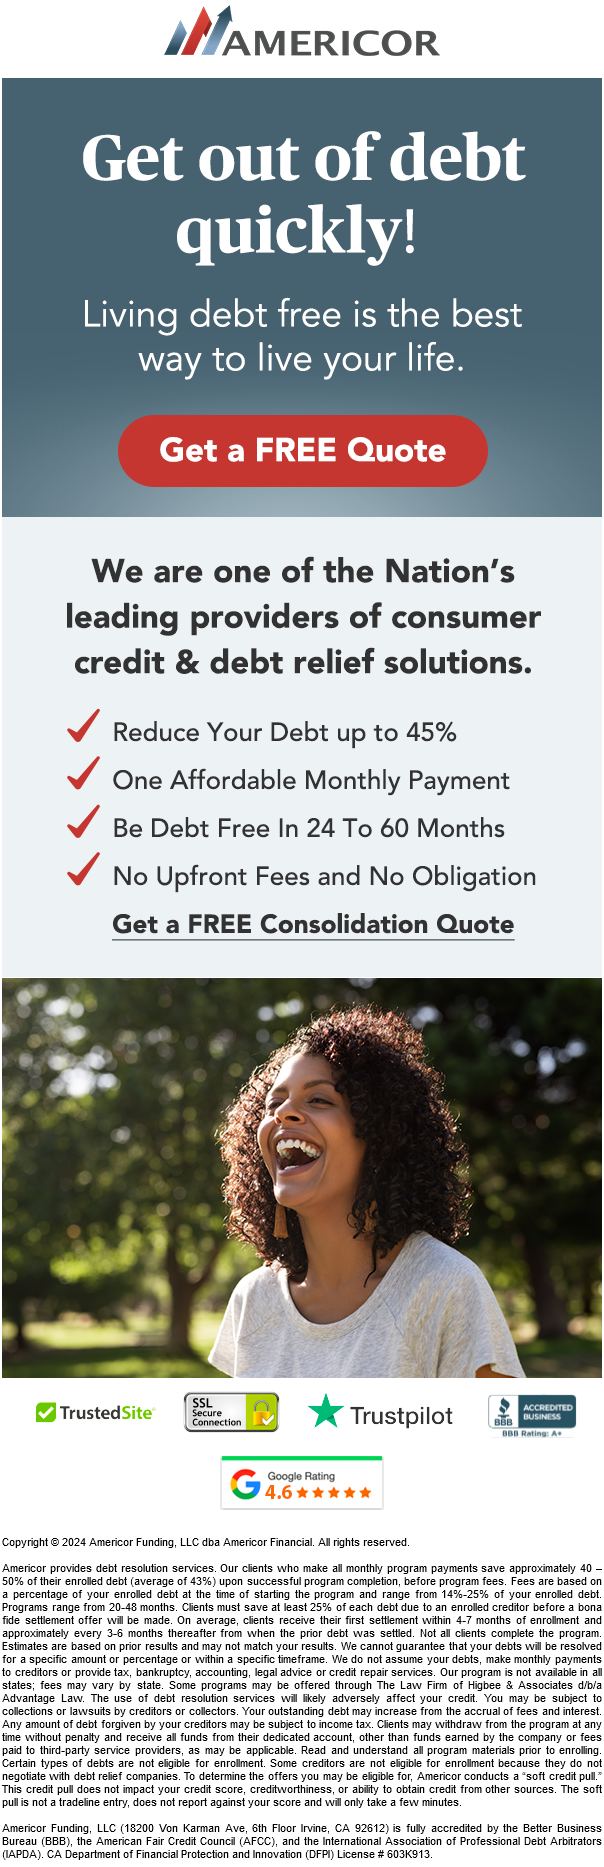 AMERICOR
Get out of debt
quickly!
Living debt free is the best
way to live your life.
Get a FREE Quote
We are one of the Nation's
leading providers of consumer
credit & debt relief solutions.
Reduce Your Debt up to 45%
One Affordable Monthly Payment
Be Debt Free In 24 To 60 Months
No Upfront Fees and No Obligation
Get a FREE Consolidation Quote
TrustedSite
SSL
Secure
Connection
Trustpilot
BBB
ACCREDITED
BUSINESS
BBB Rating: A+
Google Rating
4.6
Copyright © 2024 Americor Funding, LLC dba Americor Financial. All rights reserved.
Americor provides debt resolution services. Our clients who make all monthly program payments save approximately 40 –
50% of their enrolled debt (average of 43%) upon successful program completion, before program fees. Fees are based on
a percentage of your enrolled debt at the time of starting the program and range from 14%-25% of your enrolled debt.
Programs range from 20-48 months. Clients must save at least 25% of each debt due to an enrolled creditor before a bona
fide settlement offer will be made. On average, clients receive their first settlement within 4-7 months of enrollment and
approximately every 3-6 months thereafter from when the prior debt was settled. Not all clients complete the program.
Estimates are based on prior results and may not match your results. We cannot guarantee that your debts will be resolved
for a specific amount or percentage or within a specific timeframe. We do not assume your debts, make monthly payments
to creditors or provide tax, bankruptcy, accounting, legal advice or credit repair services. Our program is not available in all
states; fees may vary by state. Some programs may be offered through The Law Firm of Higbee & Associates d/b/a
Advantage Law. The use of debt resolution services will likely adversely affect your credit. You may be subject to
collections or lawsuits by creditors or collectors. Your outstanding debt may increase from the accrual of fees and interest.
Any amount of debt forgiven by your creditors may be subject to income tax. Clients may withdraw from the program at any
time without penalty and receive all funds from their dedicated account, other than funds earned by the company or fees
paid to third-party service providers, as may be applicable. Read and understand all program materials prior to enrolling.
Certain types of debts are not eligible for enrollment. Some creditors are not eligible for enrollment because they do not
negotiate with debt relief companies. To determine the offers you may be eligible for, Americor conducts a “soft credit pull.”
This credit pull does not impact your credit score, creditworthiness, or ability to obtain credit from other sources. The soft
pull is not a tradeline entry, does not report against your score and will only take a few minutes.
Americor Funding, LLC (18200 Von Karman Ave, 6th Floor Irvine, CA 92612) is fully accredited by the Better Business
Bureau (BBB), the American Fair Credit Council (AFCC), and the International Association of Professional Debt Arbitrators
(IAPDA). CA Department of Financial Protection and Innovation (DFPI) License # 603K913.